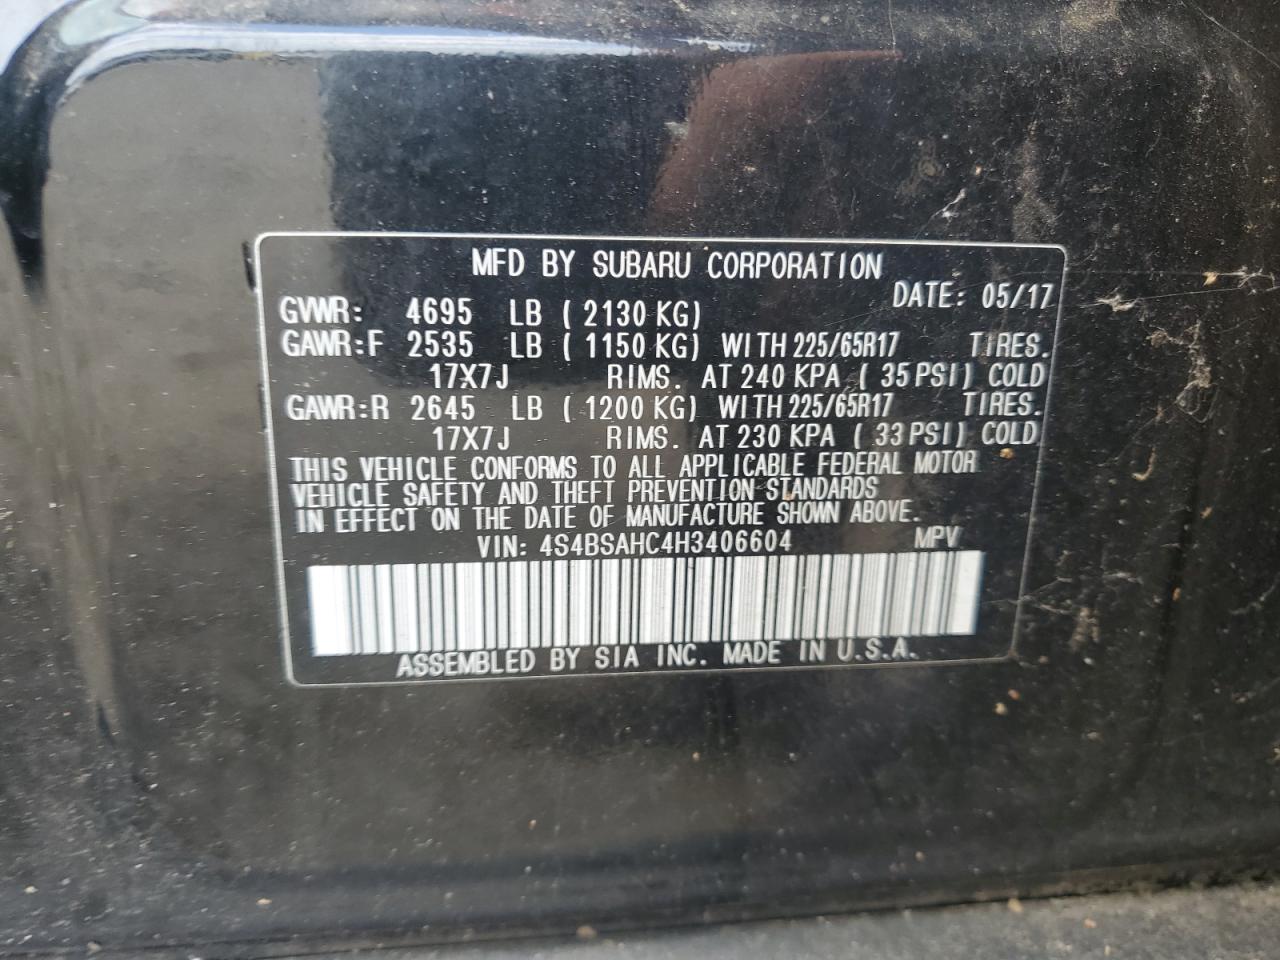 MFD BY SUBARU CORPORATION
DATE: 05/17
GVWR: 4695 LB ( 2130 KG)
GAWR:F 2535 LB ( 1150 KG) WITH 225/65R17 TIRES.
17X7J RIMS. AT 240 KPA ( 35 PSI) COLD
GAWR:R 2645 LB ( 1200 KG) WITH 225/65R17 TIRES.
17X7J RIMS. AT 230 KPA ( 33 PSI) COLD
THIS VEHICLE CONFORMS TO ALL APPLICABLE FEDERAL MOTOR
VEHICLE SAFETY AND THEFT PREVENTION STANDARDS
IN EFFECT ON THE DATE OF MANUFACTURE SHOWN ABOVE.
VIN: 4S4BSAHC4H3406604 MPV
ASSEMBLED BY SIA INC. MADE IN U.S.A.